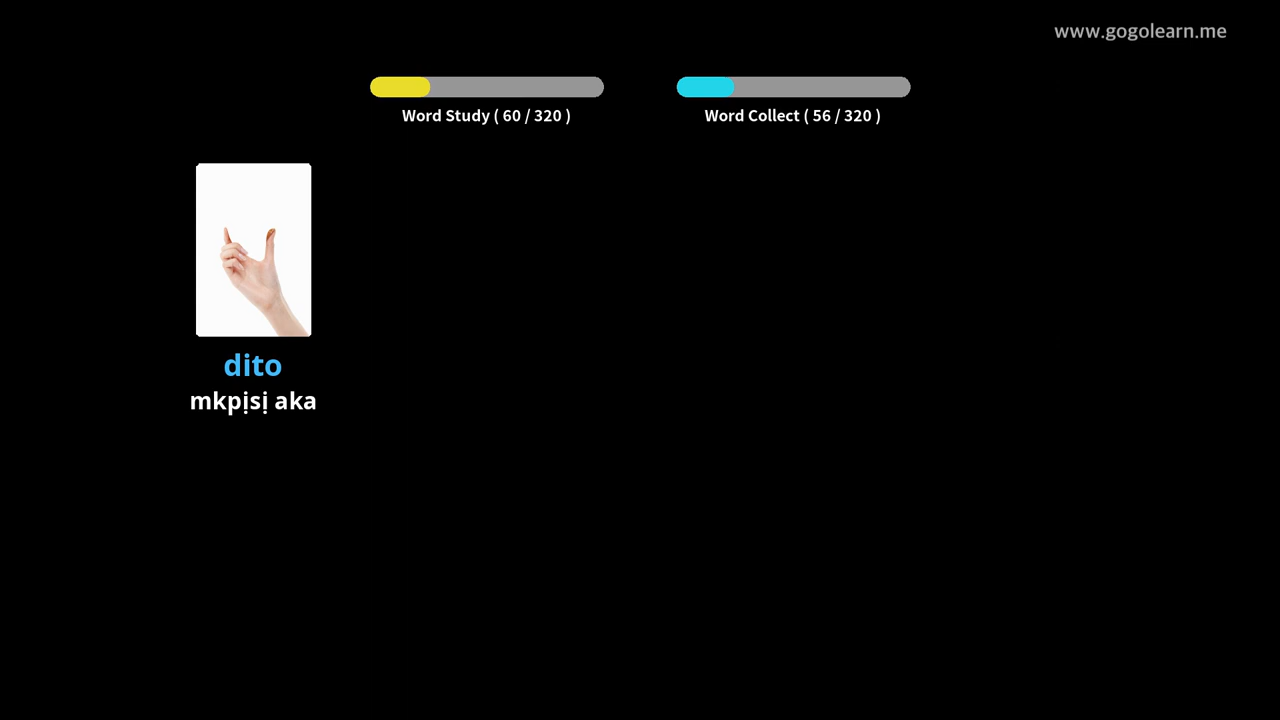 www.gogolearn.me
Word Study ( 60 / 320 )
Word Collect ( 56 / 320 )
dito
mkpịsị aka